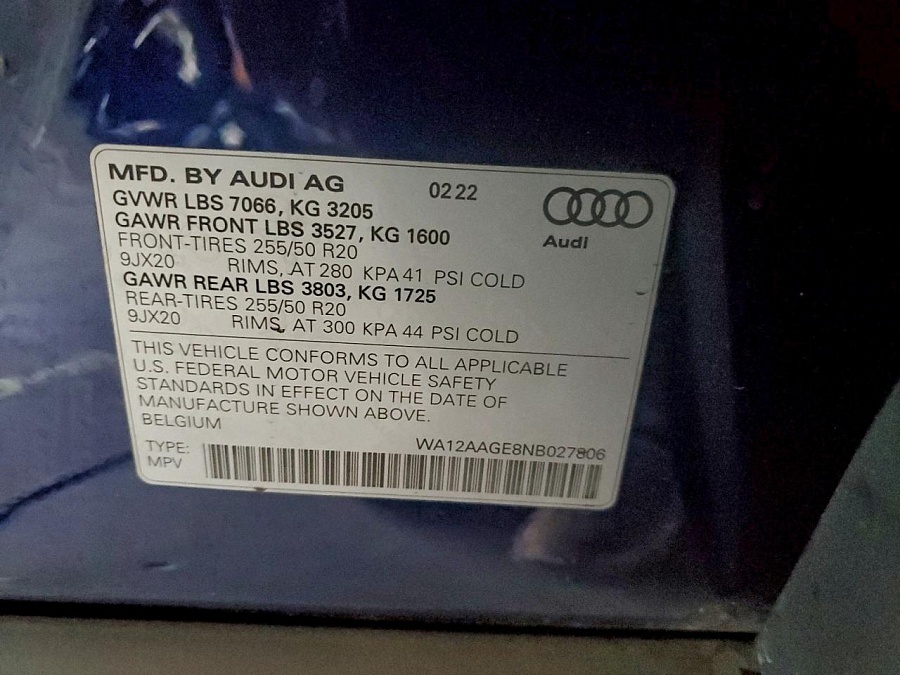 MFD. BY AUDI AG 02 22
GVWR LBS 7066, KG 3205
GAWR FRONT LBS 3527, KG 1600
Audi
FRONT-TIRES 255/50 R20
9JX20 RIMS, AT 280 KPA 41 PSI COLD
GAWR REAR LBS 3803, KG 1725
REAR-TIRES 255/50 R20
9JX20 RIMS, AT 300 KPA 44 PSI COLD
THIS VEHICLE CONFORMS TO ALL APPLICABLE
U.S. FEDERAL MOTOR VEHICLE SAFETY
STANDARDS IN EFFECT ON THE DATE OF
MANUFACTURE SHOWN ABOVE.
BELGIUM
TYPE: WA12AAGE8NB027806
MPV